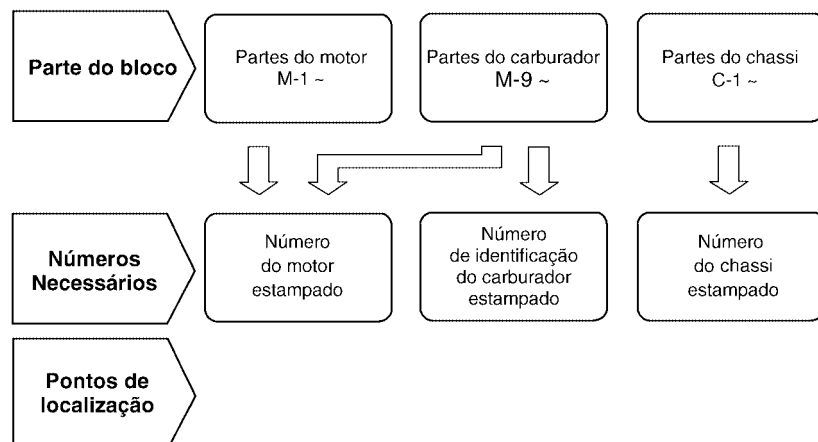 Parte do bloco
Partes do motor
M-1 ~
Partes do carburador
M-9 ~
Partes do chassi
C-1 ~
Números
Necessários
Número
do motor
estampado
Número
de identificação
do carburador
estampado
Número
do chassi
estampado
Pontos de
localização